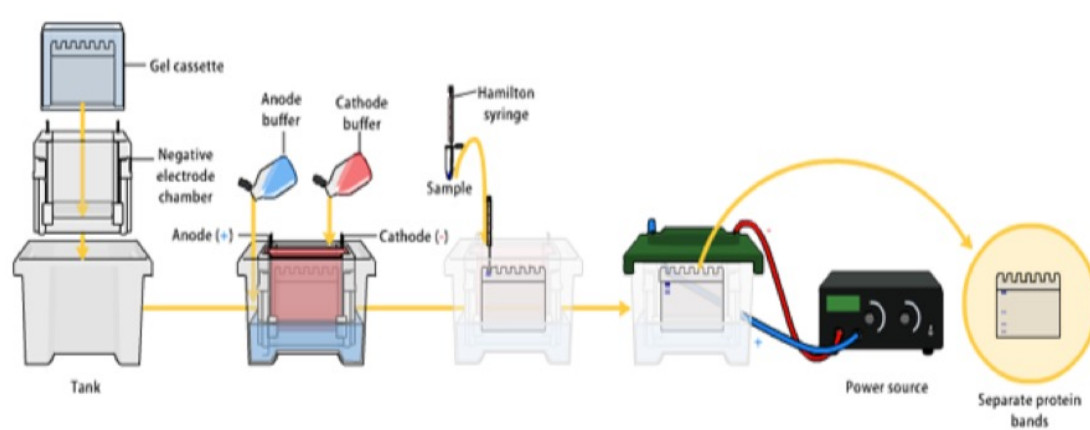 Gel cassette
Negative
electrode
chamber
Tank
Anode
buffer
Cathode
buffer
Anode (+)
Cathode (-)
Hamilton
syringe
Sample
-
+
Power source
Separate protein
bands